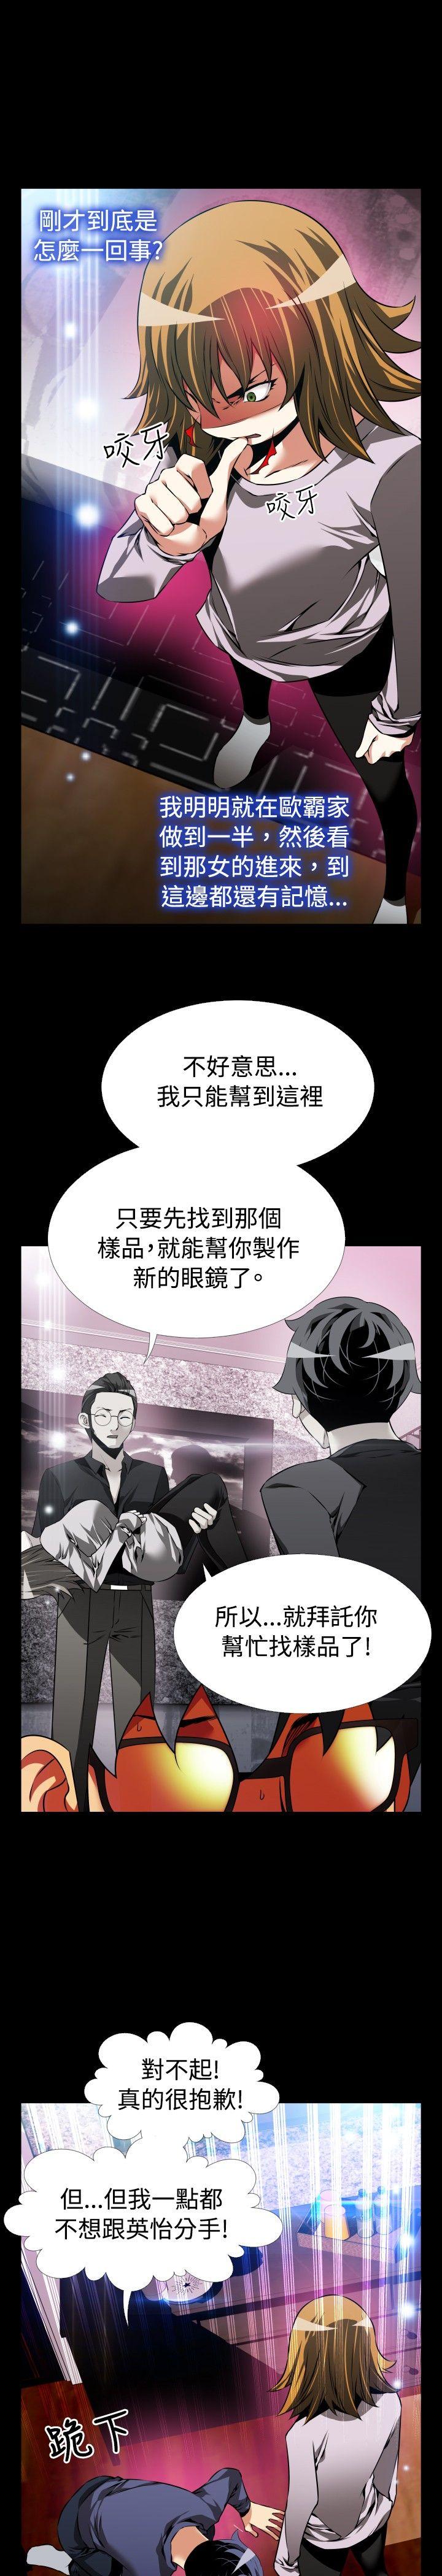 剛才到底是
怎麼一回事?
咬牙
咬牙
我明明就在歐霸家
做到一半，然後看
到那女的進來，到
這邊都還有記憶...
不好意思...
我只能幫到這裡
只要先找到那個
樣品，就能幫你製作
新的眼鏡了。
所以...就拜託你
幫忙找樣品了!
對不起!
真的很抱歉!
但...但我一點都
不想跟英怡分手!
跪下